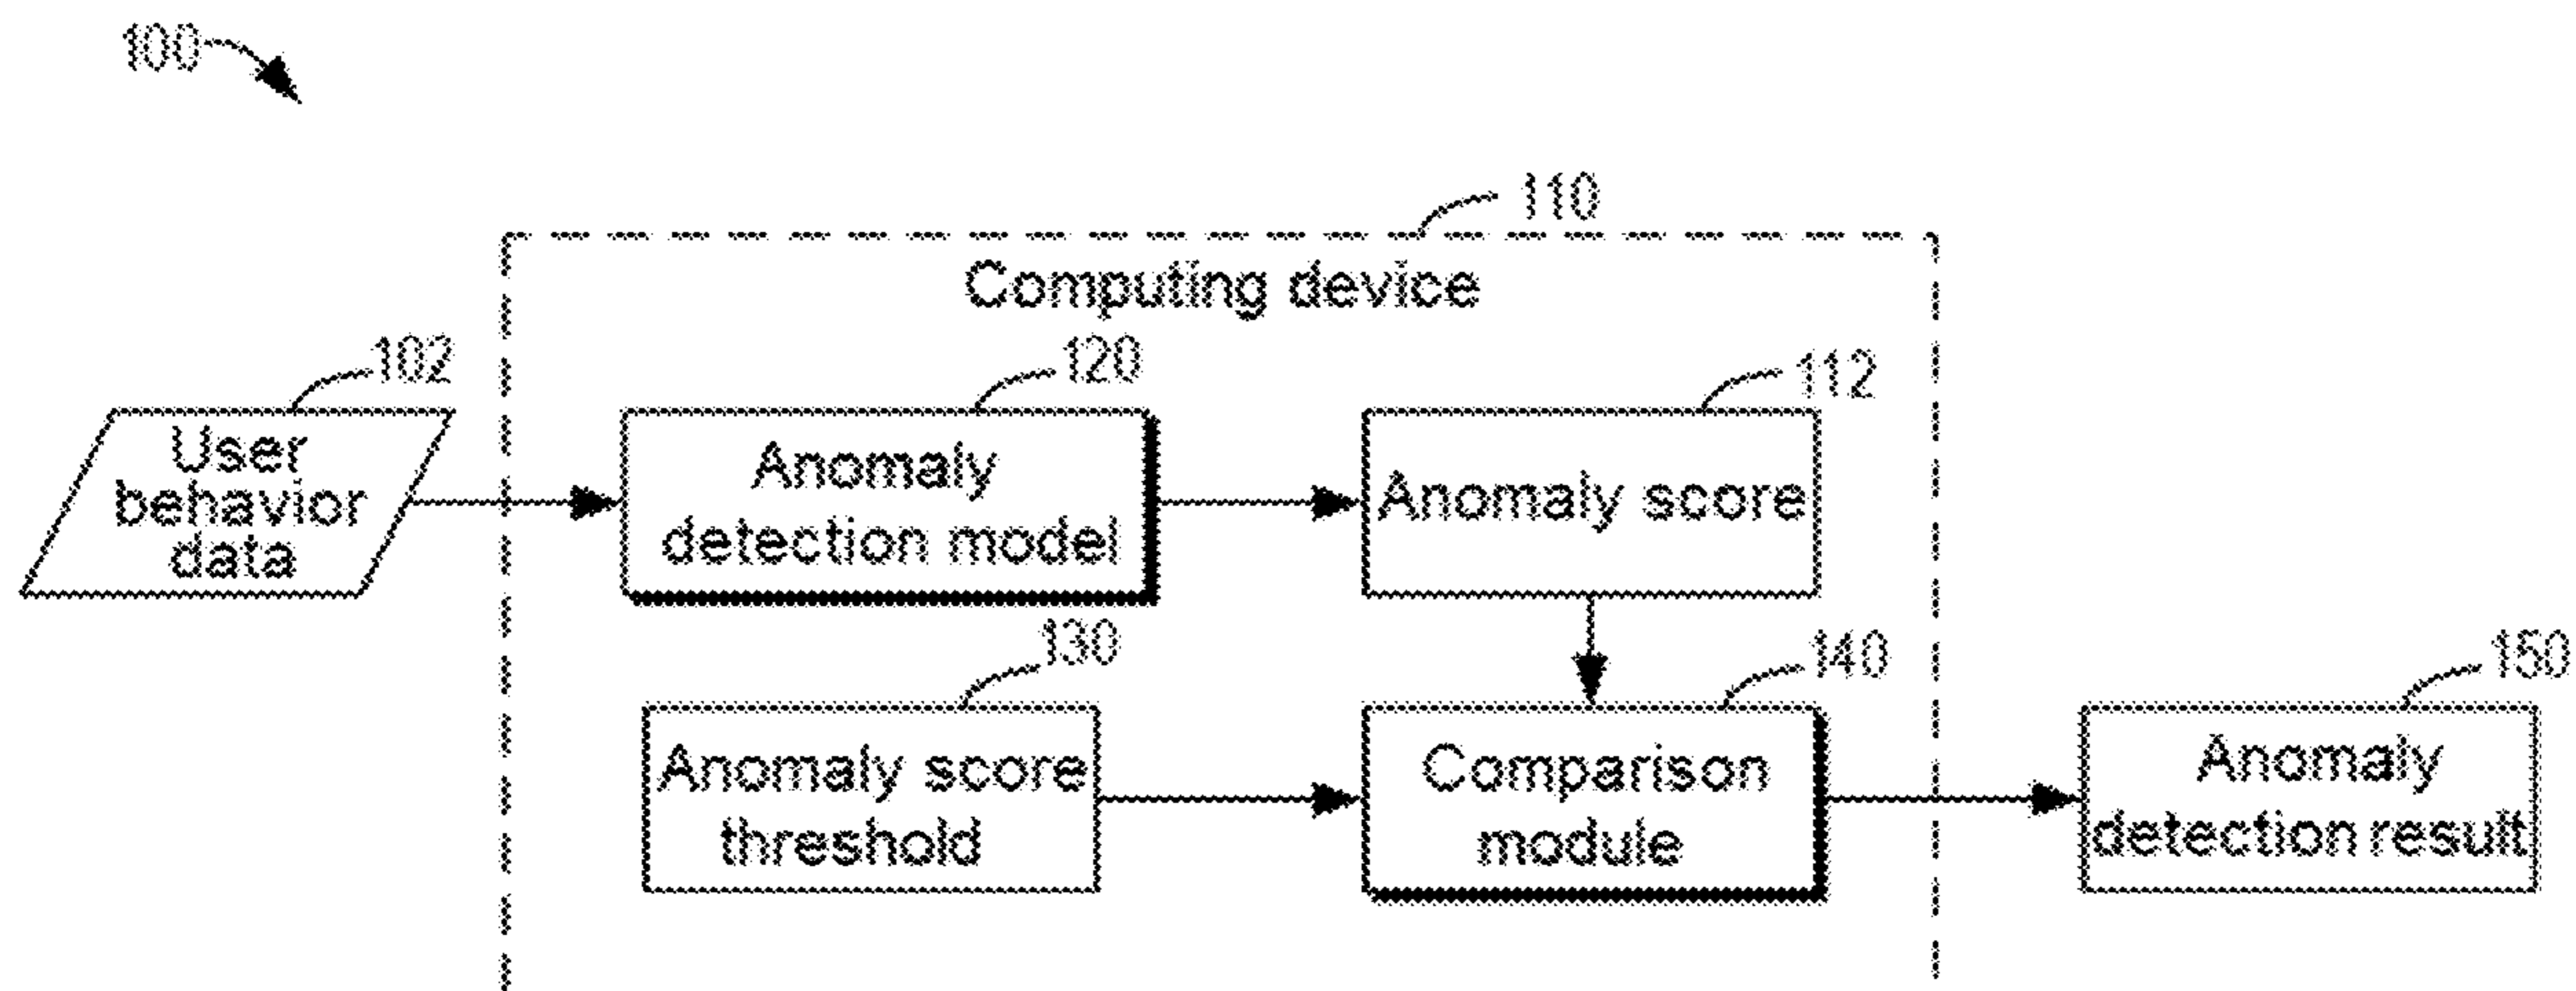 100
110
Computing device
102
120
112
User
behavior
data
Anomaly
detection model
Anomaly score
130
140
150
Anomaly score
threshold
Comparison
module
Anomaly
detection result